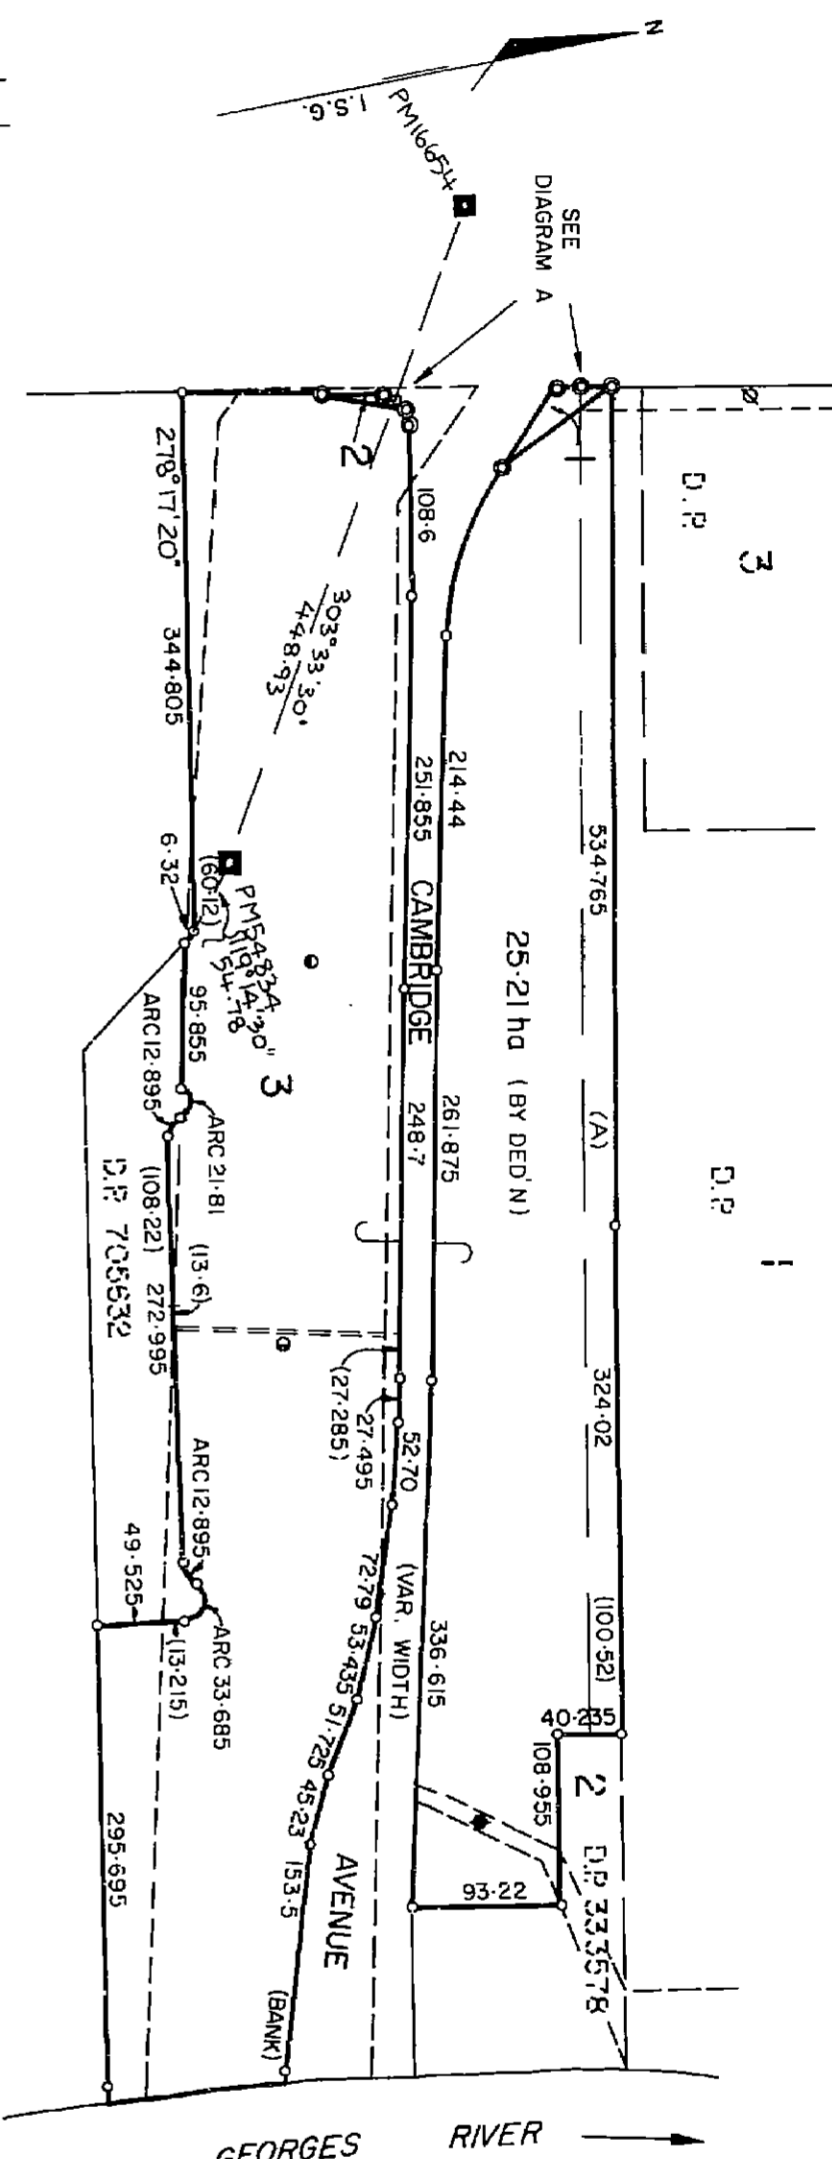 N
I.S.G.
PM16654
SEE
DIAGRAM A
2
1
D.P.
3
278°17'20"
344·805
108·6
303°33'30"
448·93
251·855
214·44
534·765
6·32
(60·12)
PM54834
119°14'30"
54·78
95·855
3
CAMBRIDGE
25·21 ha (BY DED'N)
(A)
D.P.
1
ARC 12·895
ARC 21·81
248·7
261·875
D.P. 705632
(108·22)
272·995
(13·6)
(27·285)
27·495
52·70
324·02
ARC 12·895
49·525
(13·215)
ARC 33·685
72·79
53·435
51·725
45·23
153·5
(VAR. WIDTH)
336·615
(100·52)
40·235
108·955
2
D.P. 333578
93·22
AVENUE
295·695
(BANK)
GEORGES RIVER